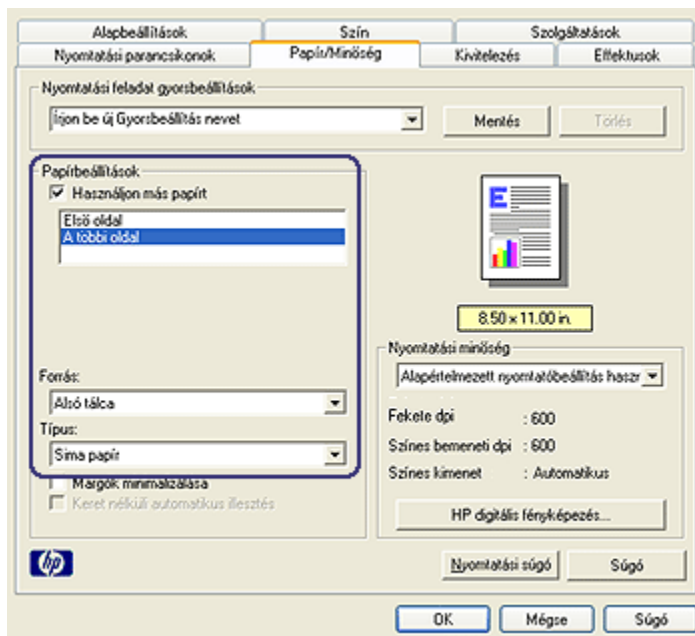 Alapbeállítások Szín Szolgáltatások
Nyomtatási parancsikonok Papír/Minőség Kivitelezés Effektusok
Nyomtatási feladat gyorsbeállítások
Írjon be új Gyorsbeállítás nevet Mentés Törlés
Papírbeállítások
Használjon más papírt
Első oldal
A többi oldal
E
8.50 × 11.00 in.
Nyomtatási minőség
Alapértelmezett nyomtatóbeállítás haszr
Forrás:
Alsó tálca
Fekete dpi : 600
Típus:
Színes bemeneti dpi : 600
Sima papír
Színes kimenet : Automatikus
Margók minimalizálása
Keret nélküli automatikus illesztés
HP digitális fényképezés...
hp
Nyomtatási súgó Súgó
OK Mégse Súgó